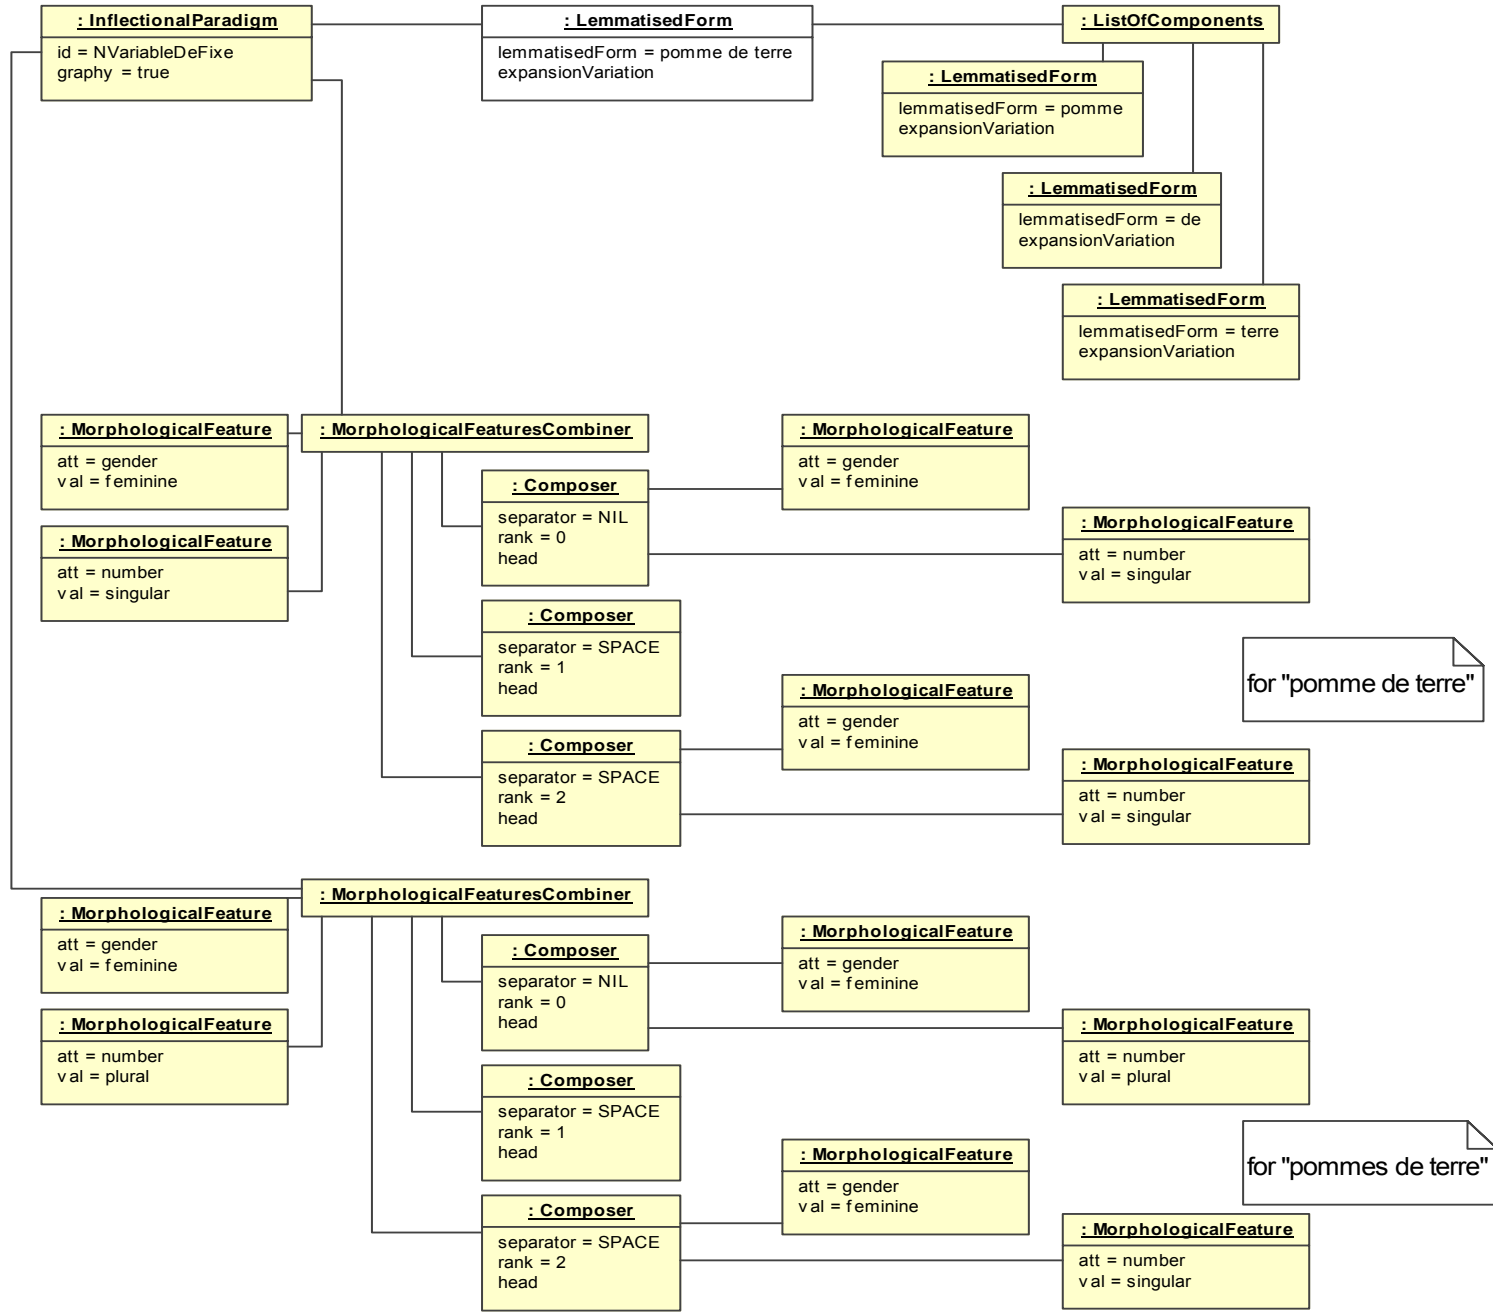 : InflectionalParadigm
id = NVariableDeFixe
graphy = true
: LemmatisedForm
lemmatisedForm = pomme de terre
expansionVariation
: ListOfComponents
: LemmatisedForm
lemmatisedForm = pomme
expansionVariation
: LemmatisedForm
lemmatisedForm = de
expansionVariation
: LemmatisedForm
lemmatisedForm = terre
expansionVariation
: MorphologicalFeature
att = gender
val = feminine
: MorphologicalFeaturesCombiner
: MorphologicalFeature
att = gender
val = feminine
: Composer
separator = NIL
rank = 0
head
: MorphologicalFeature
att = number
val = singular
: MorphologicalFeature
att = number
val = singular
: Composer
separator = SPACE
rank = 1
head
for "pomme de terre"
: MorphologicalFeature
att = gender
val = feminine
: Composer
separator = SPACE
rank = 2
head
: MorphologicalFeature
att = number
val = singular
: MorphologicalFeaturesCombiner
: MorphologicalFeature
att = gender
val = feminine
: MorphologicalFeature
att = gender
val = feminine
: Composer
separator = NIL
rank = 0
head
: MorphologicalFeature
att = number
val = plural
: MorphologicalFeature
att = number
val = plural
: Composer
separator = SPACE
rank = 1
head
for "pommes de terre"
: MorphologicalFeature
att = gender
val = feminine
: Composer
separator = SPACE
rank = 2
head
: MorphologicalFeature
att = number
val = singular